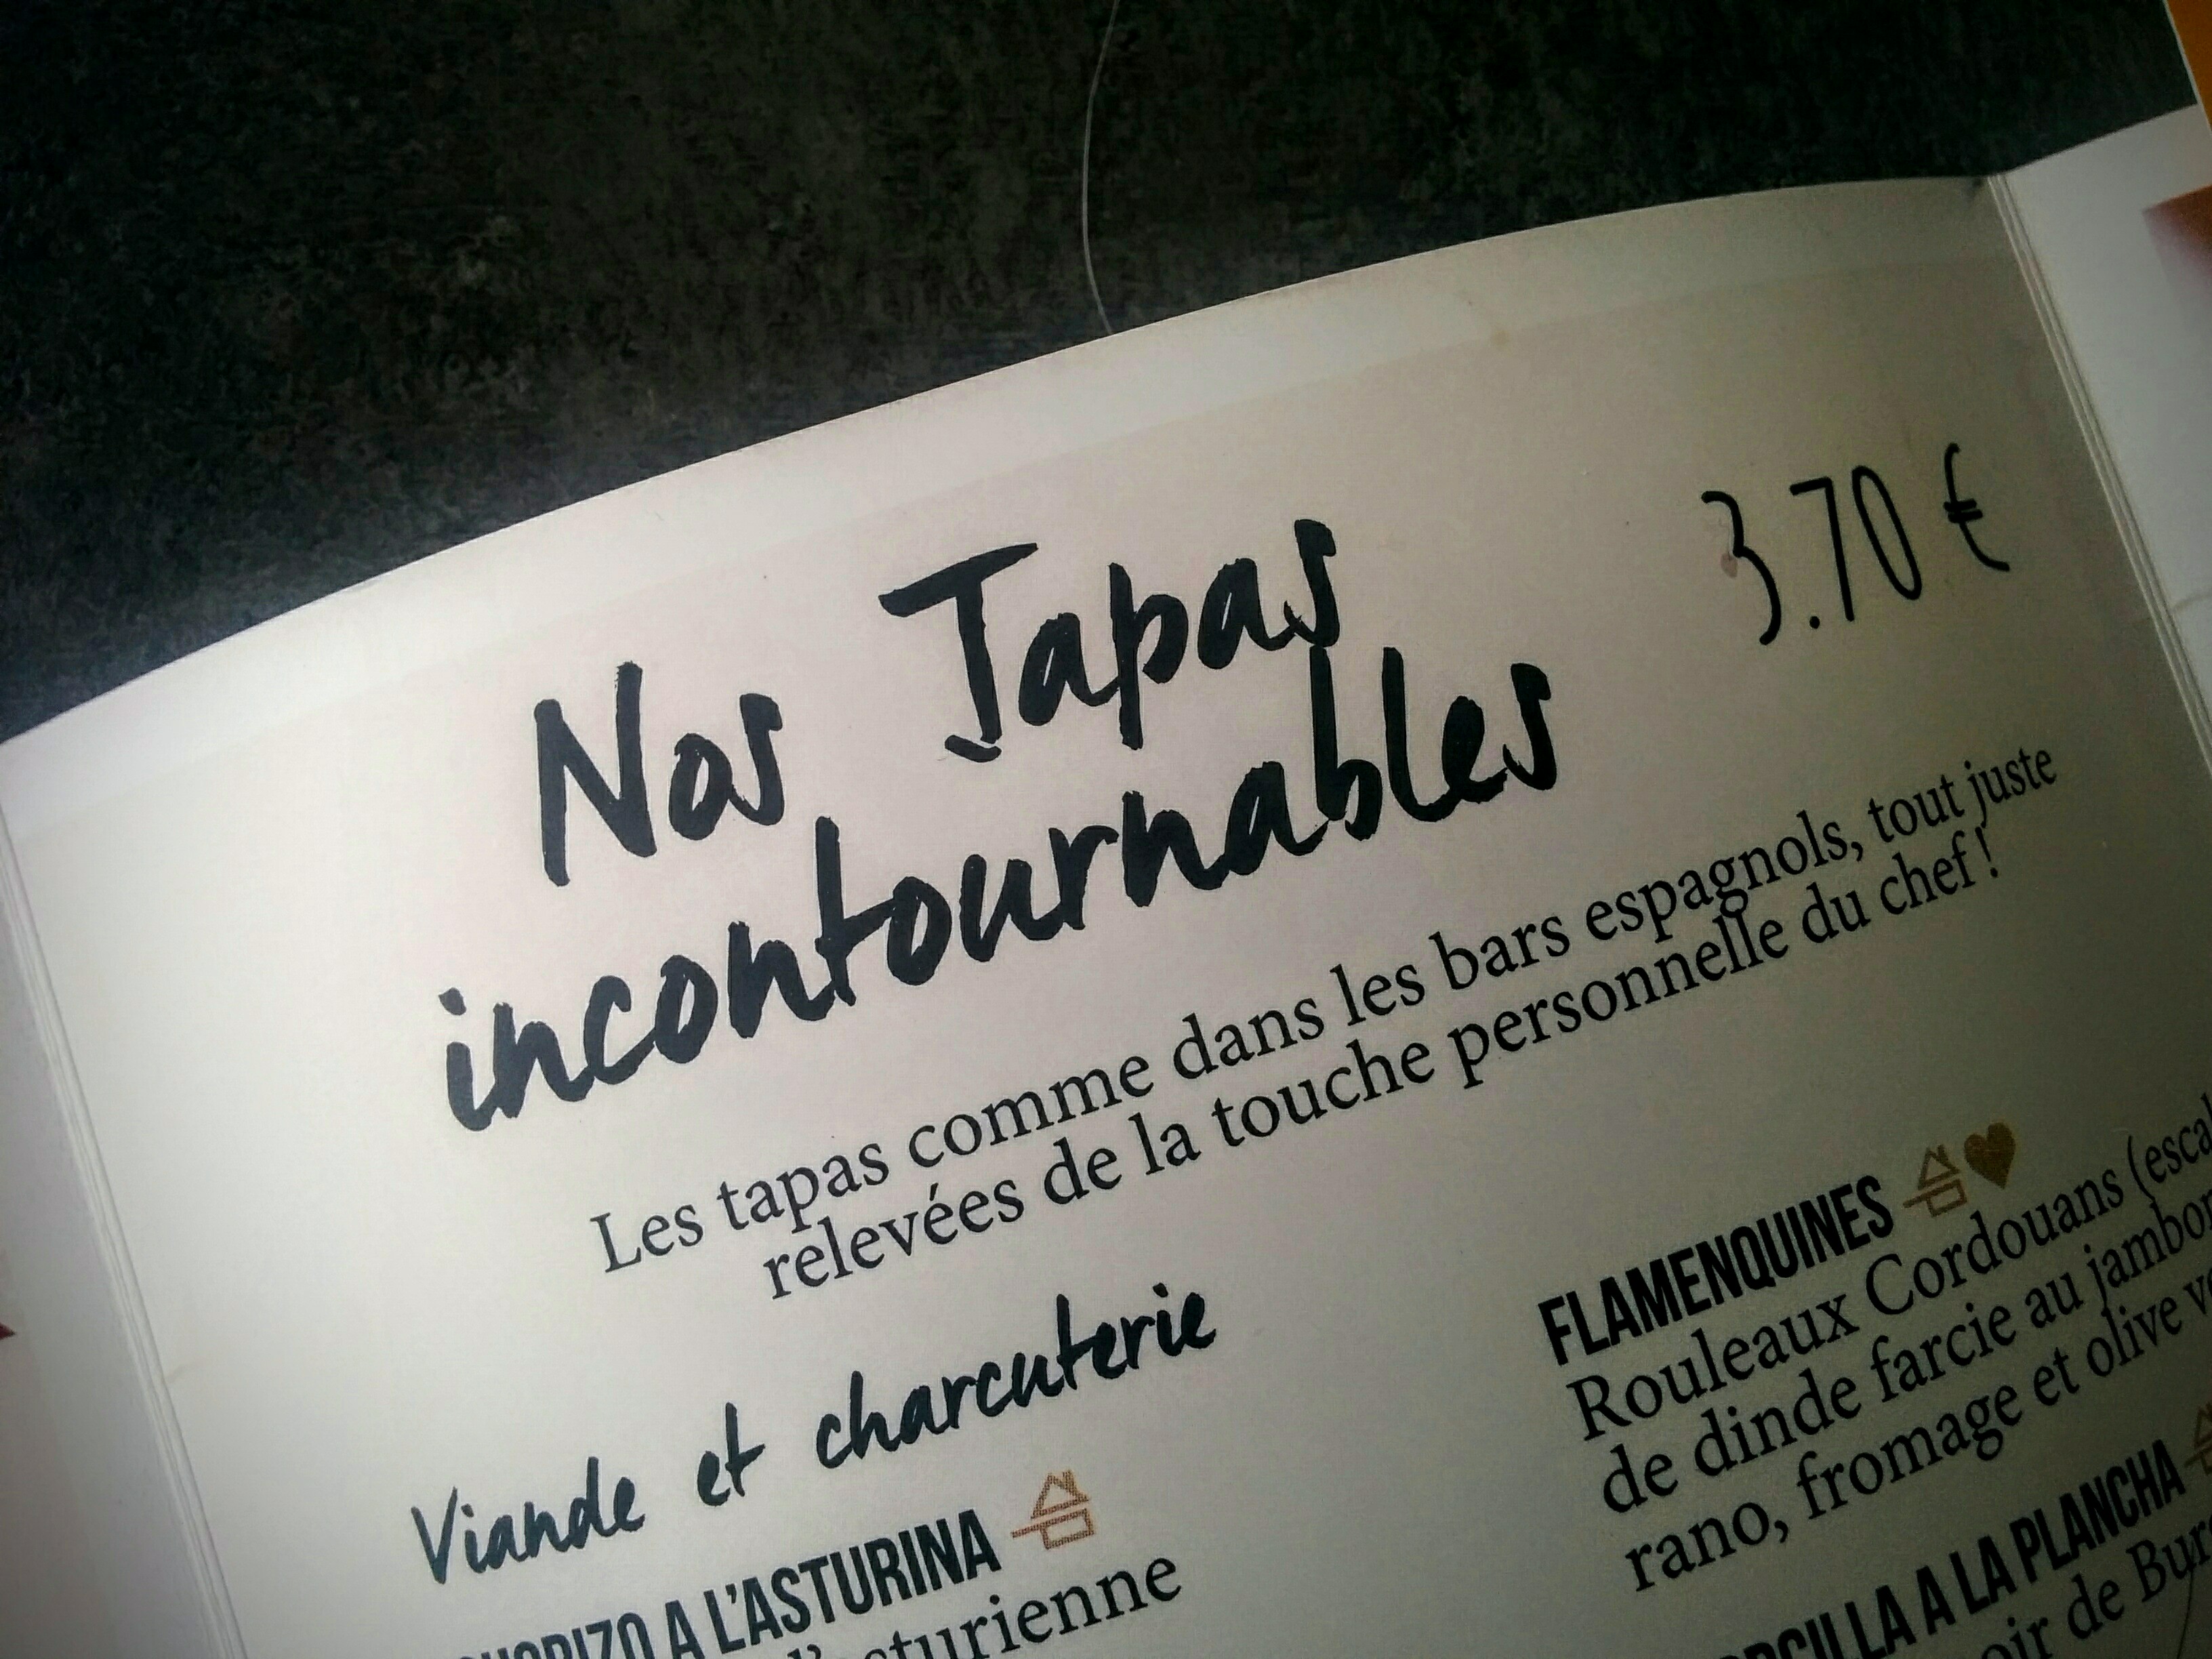 Nos Tapas
incontournables
3.70 €
Les tapas comme dans les bars espagnols, tout juste
relevées de la touche personnelle du chef !
Viande et charcuterie
A L'ASTURINA
FLAMENQUINES
Rouleaux Cordouans
de dinde farcie au
rano, fromage et olive
A LA PLANCHA
de